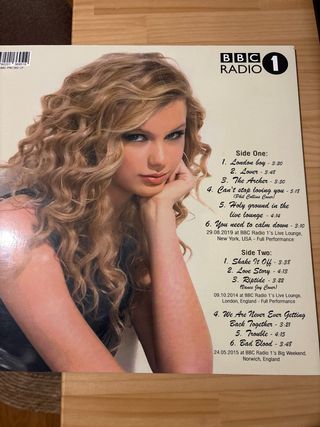 BBC
RADIO 1
Side One:
1. London boy - 3:20
2. Lover - 3:48
3. The Archer - 3:30
4. Can't stop loving you - 5:18
(Phil Collins Cover)
5. Holy ground in the
live lounge -
4:14
6. You need to calm down - 3:10
29.08.2019 at BBC Radio 1's Live Lounge,
New York, USA - Full Performance
Side Two:
1. Shake It Off - 3:35
2. Love Story - 4:13
3. Riptide - 3:22
(Vance Joy Cover)
09.10.2014 at BBC Radio 1's Live Lounge,
London, England - Full Performance
4. We Are Never Ever Getting
Back Together - 3:21
5. Trouble - 4:15
6. Bad Blood - 3:48
24.05.2015 at BBC Radio 1's Big Weekend,
Norwich, England